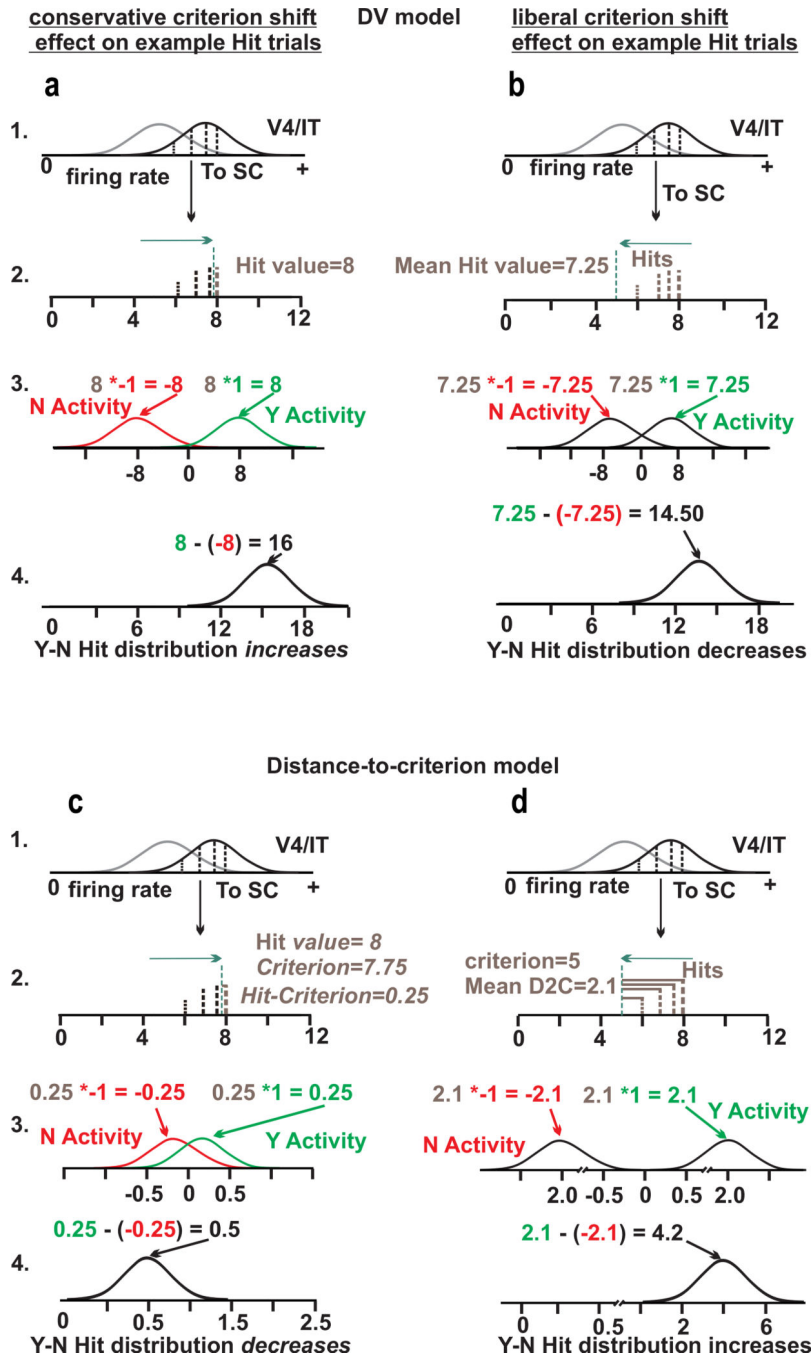 conservative criterion shift
effect on example Hit trials
DV model
liberal criterion shift
effect on example Hit trials
a
1.
V4/IT
0
firing rate
To SC
+
2.
Hit value=8
0 4 8 12
3.
8 *-1 = -8 8 *1 = 8
N Activity
Y Activity
-8 0 8
8 - (-8) = 16
4.
0 6 12 18
Y-N Hit distribution increases
b
V4/IT
0
firing rate
+
To SC
Mean Hit value=7.25
Hits
0 4 8 12
7.25 *-1 = -7.25 7.25 *1 = 7.25
N Activity
Y Activity
-8 0 8
7.25 - (-7.25) = 14.50
0 6 12 18
Y-N Hit distribution decreases
Distance-to-criterion model
c
1.
V4/IT
0 firing rate
To SC
+
2.
Hit value= 8
Criterion=7.75
Hit-Criterion=0.25
0 4 8 12
3.
0.25 *-1 = -0.25 0.25 *1 = 0.25
N Activity
Y Activity
-0.5 0 0.5
0.25 - (-0.25) = 0.5
4.
0 0.5 1.5 2.5
Y-N Hit distribution decreases
d
V4/IT
0 firing rate
To SC
+
criterion=5
Mean D2C=2.1
Hits
0 4 8 12
2.1 *-1 = -2.1 2.1 *1 = 2.1
N Activity
Y Activity
2.0 -0.5 0 0.5 2.0
2.1 - (-2.1) = 4.2
0 0.5 2 6
Y-N Hit distribution increases